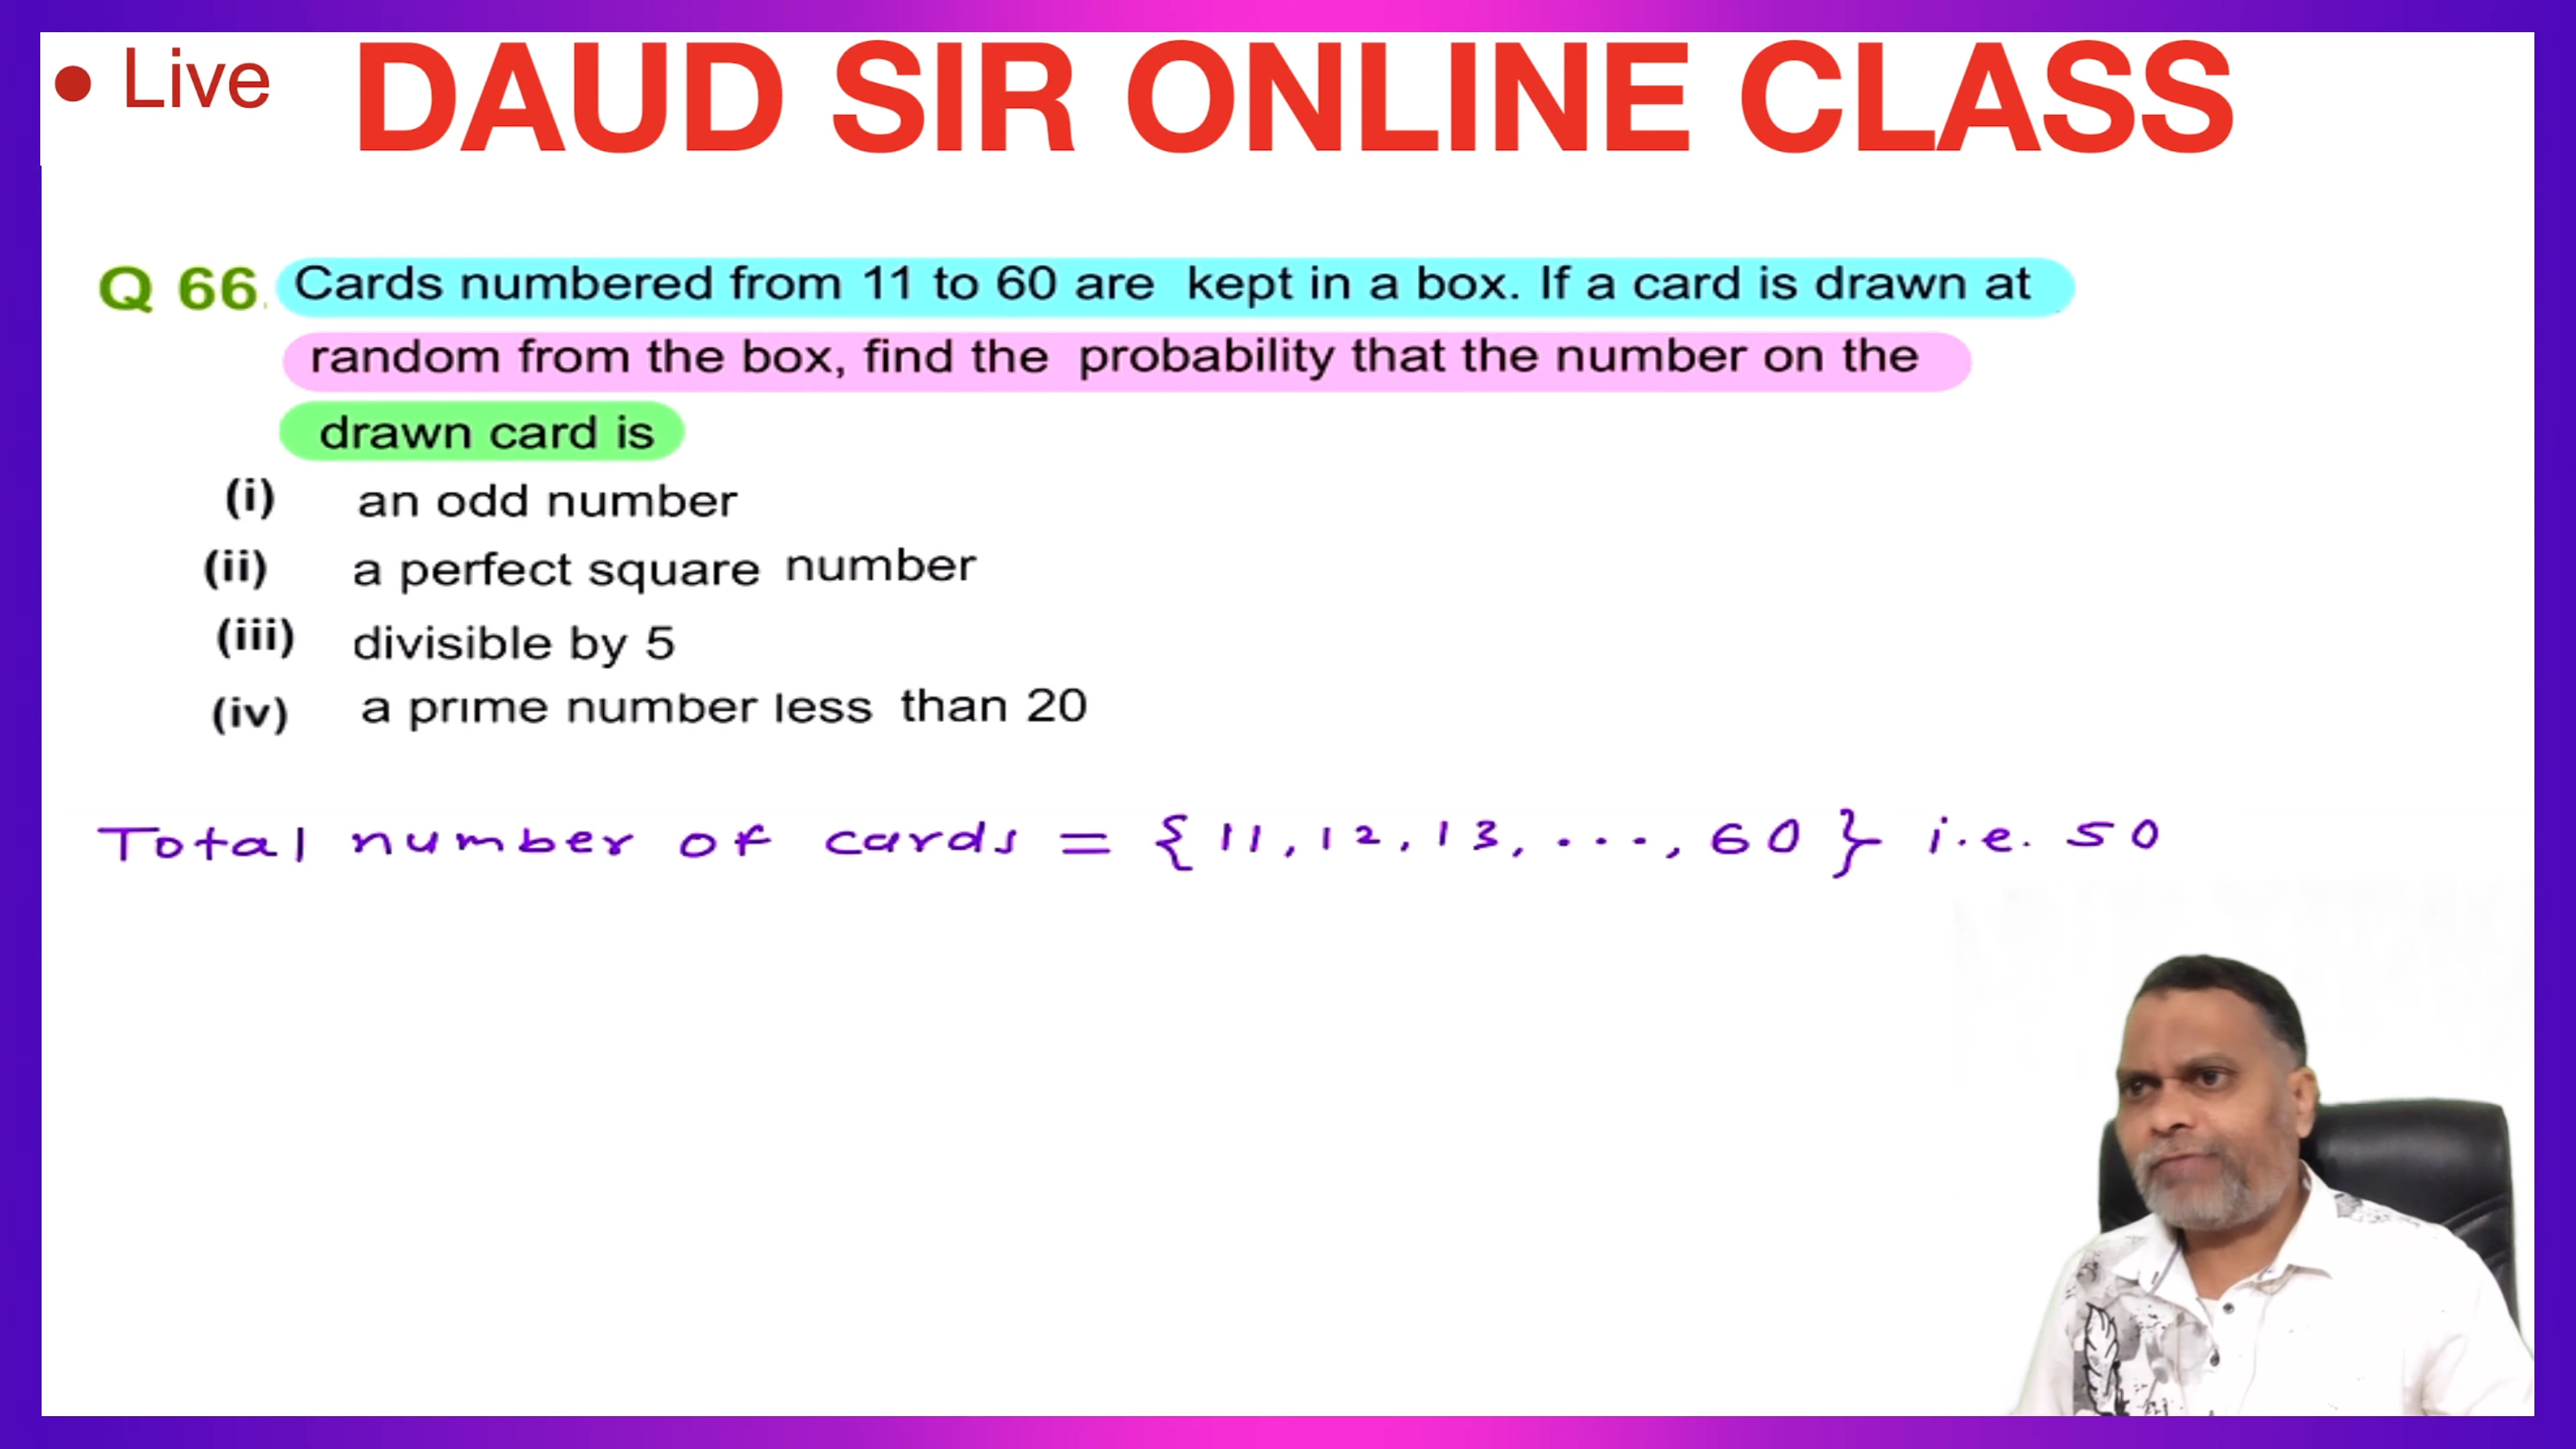 • Live DAUD SIR ONLINE CLASS
Q 66. Cards numbered from 11 to 60 are kept in a box. If a card is drawn at
random from the box, find the probability that the number on the
drawn card is
(i) an odd number
(ii) a perfect square number
(iii) divisible by 5
(iv) a prime number less than 20
Total number of cards = {11, 12, 13, ..., 60} i.e. 50